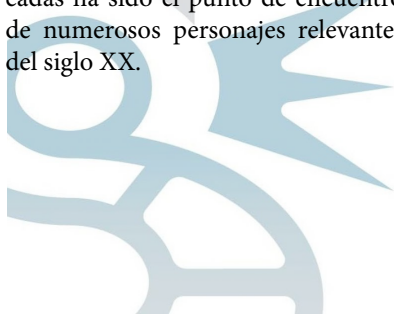 cadas ha sido el punto de encuentro
de numerosos personajes relevante
del siglo XX.